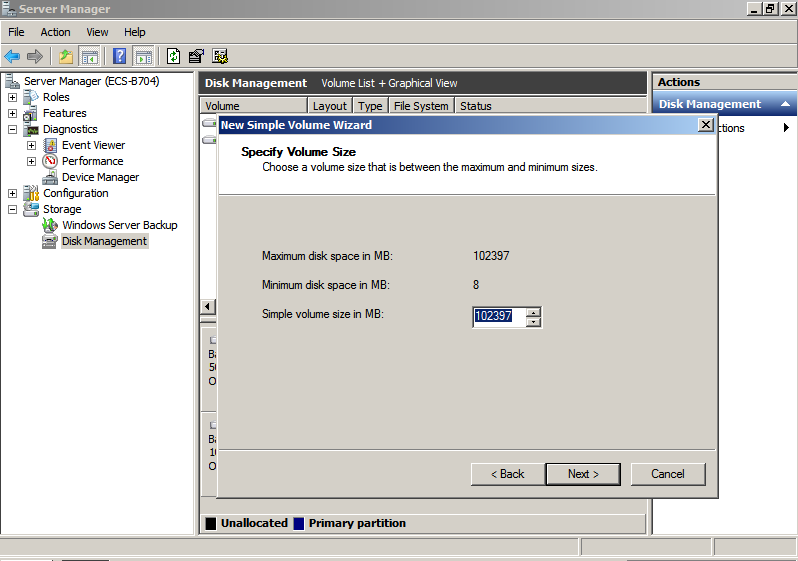 Server Manager
File Action View Help
Server Manager (ECS-B704)
Roles
Features
Diagnostics
Event Viewer
Performance
Device Manager
Configuration
Storage
Windows Server Backup
Disk Management
Disk Management Volume List + Graphical View
Volume Layout Type File System Status
New Simple Volume Wizard
Specify Volume Size
Choose a volume size that is between the maximum and minimum sizes.
Maximum disk space in MB: 102397
Minimum disk space in MB: 8
Simple volume size in MB: 102397
< Back Next > Cancel
Ba
50
O
Ba
10
O
Unallocated Primary partition
Actions
Disk Management
ctions